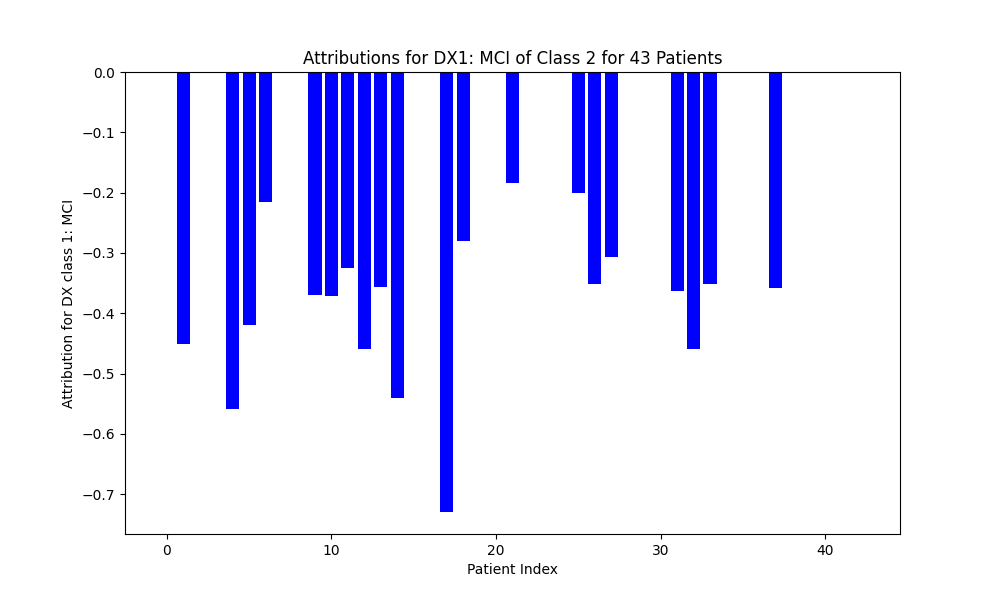 Attributions for DX1: MCI of Class 2 for 43 Patients
0.0
−0.1
−0.2
−0.3
−0.4
−0.5
−0.6
−0.7
Attribution for DX class 1: MCI
0 10 20 30 40
Patient Index